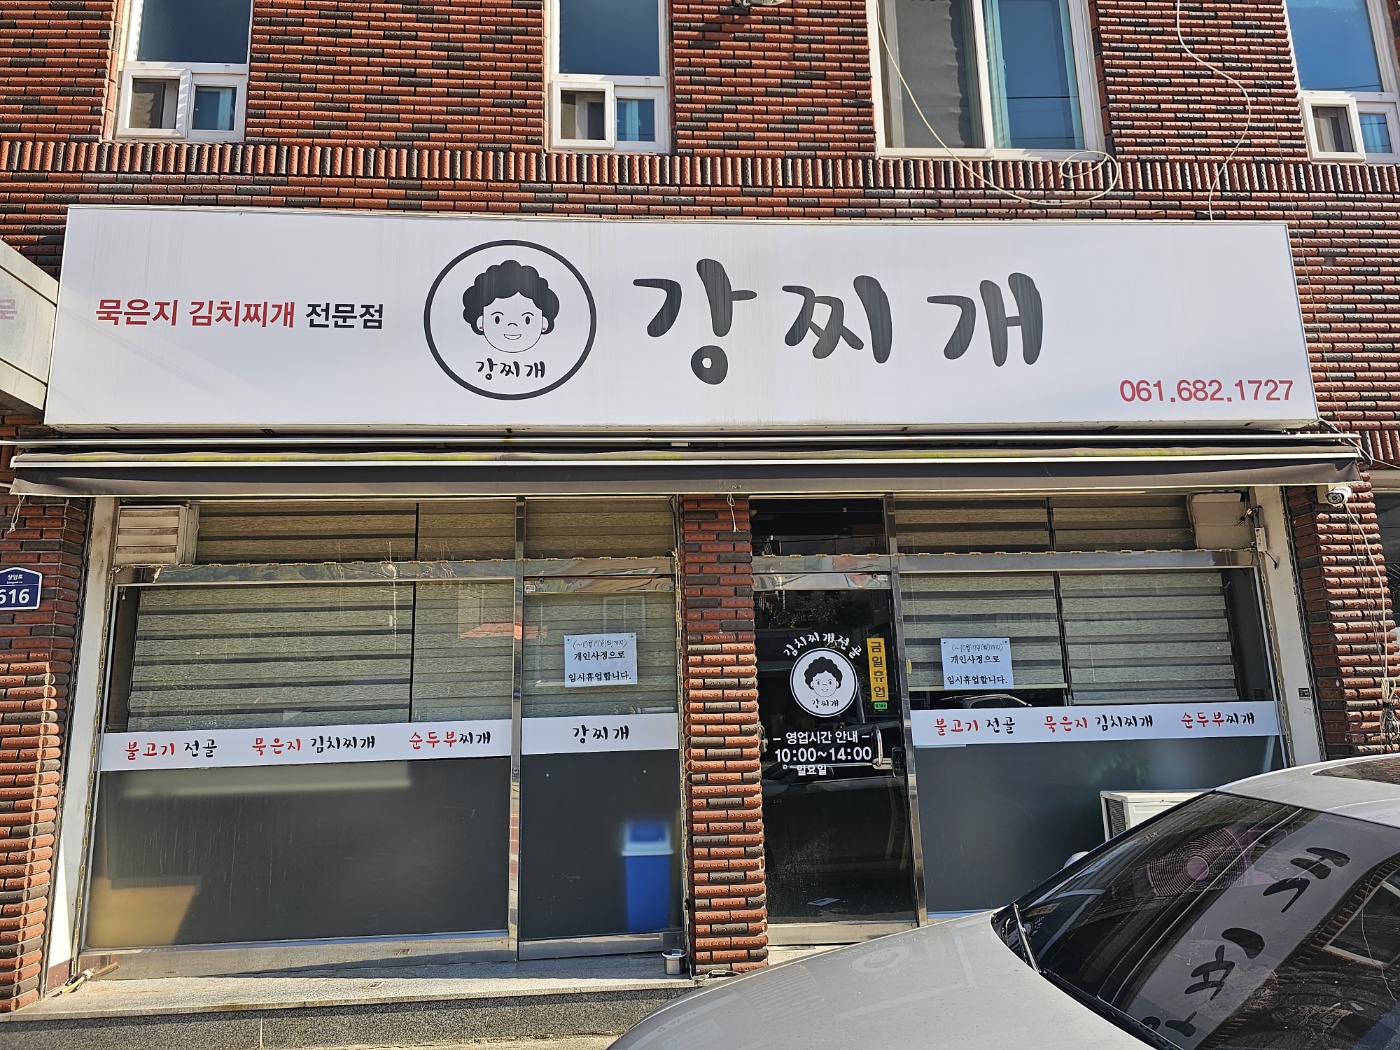 묵은지 김치찌개 전문점
강찌개
강찌개
061.682.1727
616
개인사정으로
임시휴업합니다.
김치찌개전문
강찌개
금일휴업
개인사정으로
임시휴업합니다.
불고기 전골 묵은지 김치찌개 순두부찌개
강찌개
- 영업시간 안내 -
10:00~14:00
일요일
불고기 전골 묵은지 김치찌개 순두부찌개